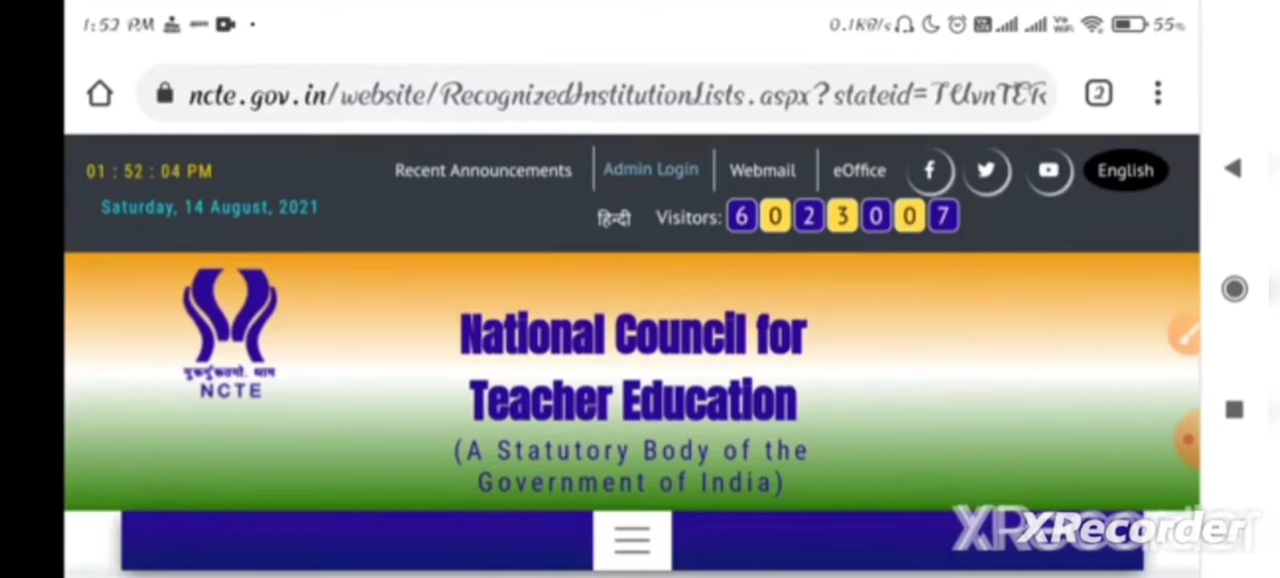 1:52 PM
0.1KB/s
55%
ncte.gov.in/website/RecognizedInstitutionLists.aspx?stateid=TUvnTER
2
01 : 52 : 04 PM
Recent Announcements
Admin Login
Webmail
eOffice
English
Saturday, 14 August, 2021
हिन्दी
Visitors: 6 0 2 3 0 0 7
National Council for
Teacher Education
NCTE
(A Statutory Body of the
Government of India)
XRecorder